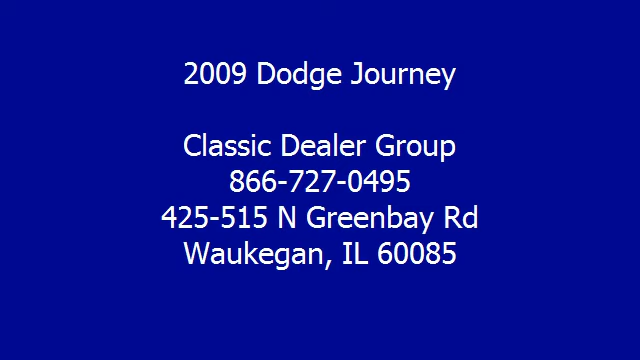 2009 Dodge Journey
Classic Dealer Group
866-727-0495
425-515 N Greenbay Rd
Waukegan, IL 60085